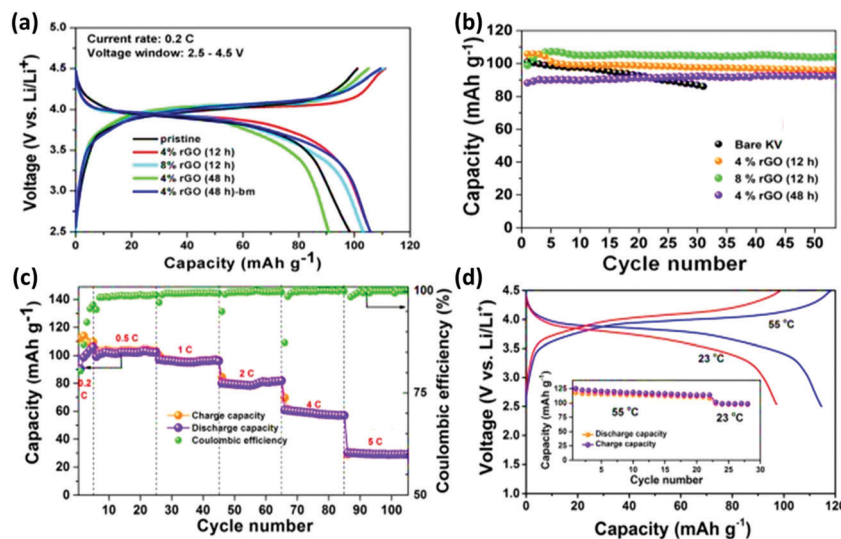 (a)
Current rate: 0.2 C
Voltage window: 2.5 - 4.5 V
Voltage (V vs. Li/Li⁺)
5.0
4.5
4.0
3.5
3.0
2.5
pristine
4% rGO (12 h)
8% rGO (12 h)
4% rGO (48 h)
4% rGO (48 h)-bm
0 20 40 60 80 100 120
Capacity (mAh g⁻¹)
(b)
Capacity (mAh g⁻¹)
120
100
80
60
40
20
0
Bare KV
4% rGO (12 h)
8% rGO (12 h)
4% rGO (48 h)
0 5 10 15 20 25 30 35 40 45 50
Cycle number
(c)
Capacity (mAh g⁻¹)
140
120
100
80
60
40
20
0
0.2
C
0.5 C
1 C
2 C
4 C
5 C
Charge capacity
Discharge capacity
Coulombic efficiency
100
75
50
Coulombic efficiency (%)
0 20 40 60 80 100
Cycle number
(d)
Voltage (V vs. Li/Li⁺)
4.5
4.0
3.5
3.0
2.5
2.0
1.5
1.0
55 °C
23 °C
Capacity (mAh g⁻¹)
150
125
100
75
50
25
0
55 °C
23 °C
Discharge capacity
Charge capacity
5 10 15 20 25 30
Cycle number
0 20 40 60 80 100 120
Capacity (mAh g⁻¹)